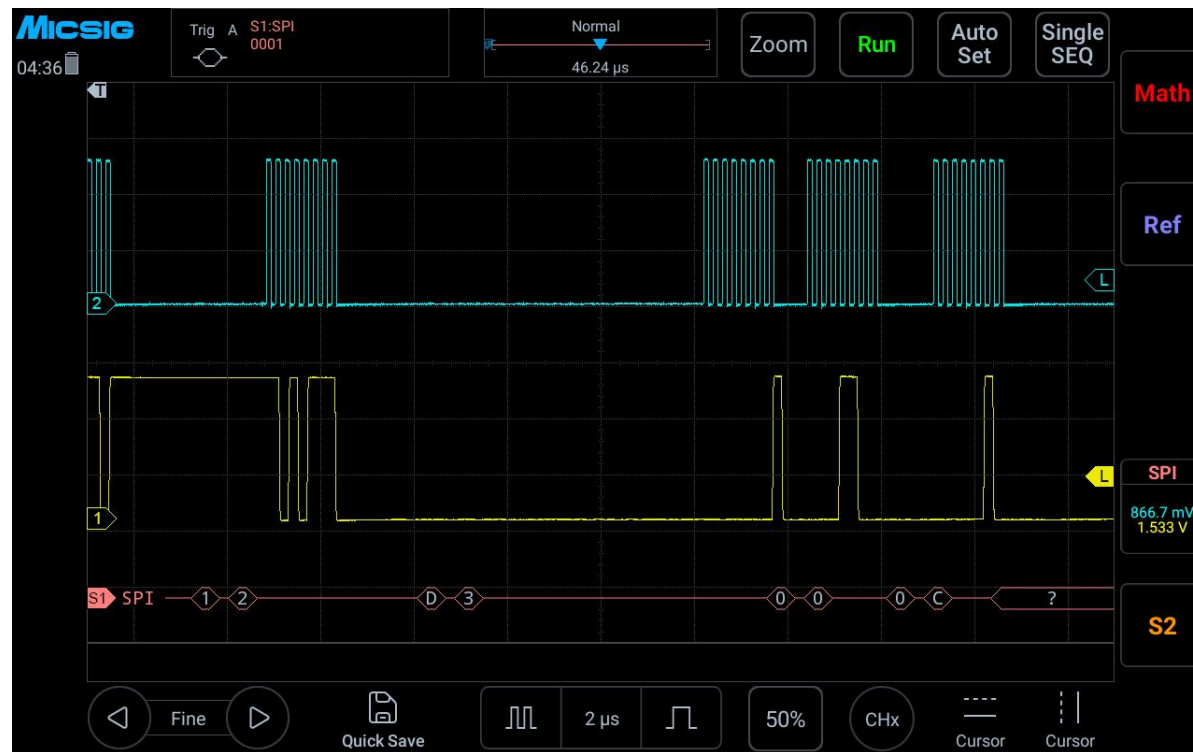 Micsig
04:36
Trig A S1:SPI
0001
Normal
46.24 µs
Zoom
Run
Auto
Set
Single
SEQ
T
Math
Ref
2
L
L
1
SPI
866.7 mV
1.533 V
S1 SPI 1 2 D 3 0 0 0 C ?
S2
Fine
Quick Save
2 µs
50%
CHx
Cursor
Cursor